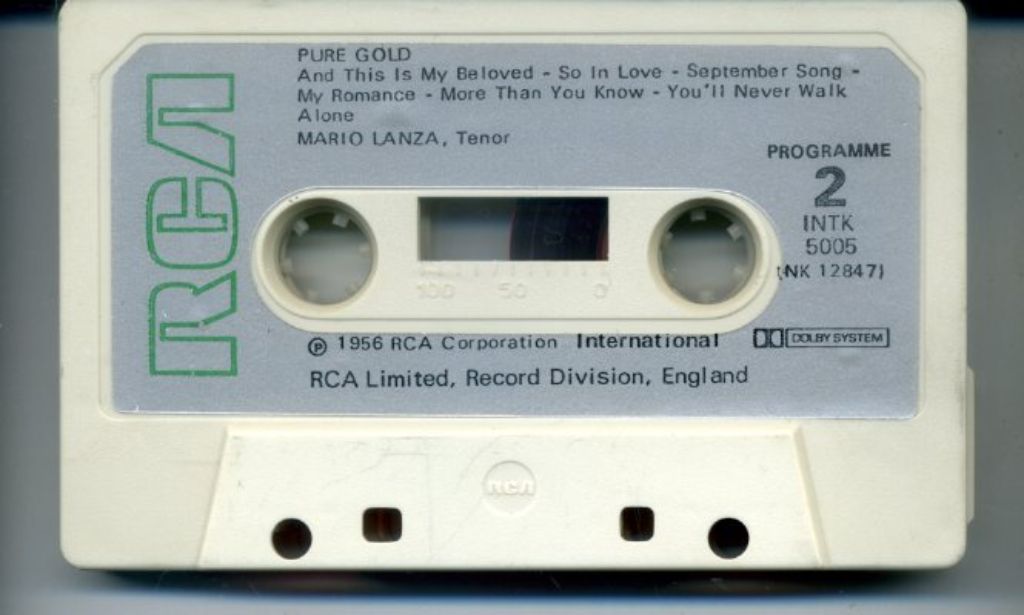 PURE GOLD
And This Is My Beloved - So In Love - September Song -
My Romance - More Than You Know - You'll Never Walk
Alone
MARIO LANZA, Tenor
RCA
PROGRAMME
2
INTK
5005
(NK 12847)
100 50 0
℗ 1956 RCA Corporation International
DOLBY SYSTEM
RCA Limited, Record Division, England
RCA